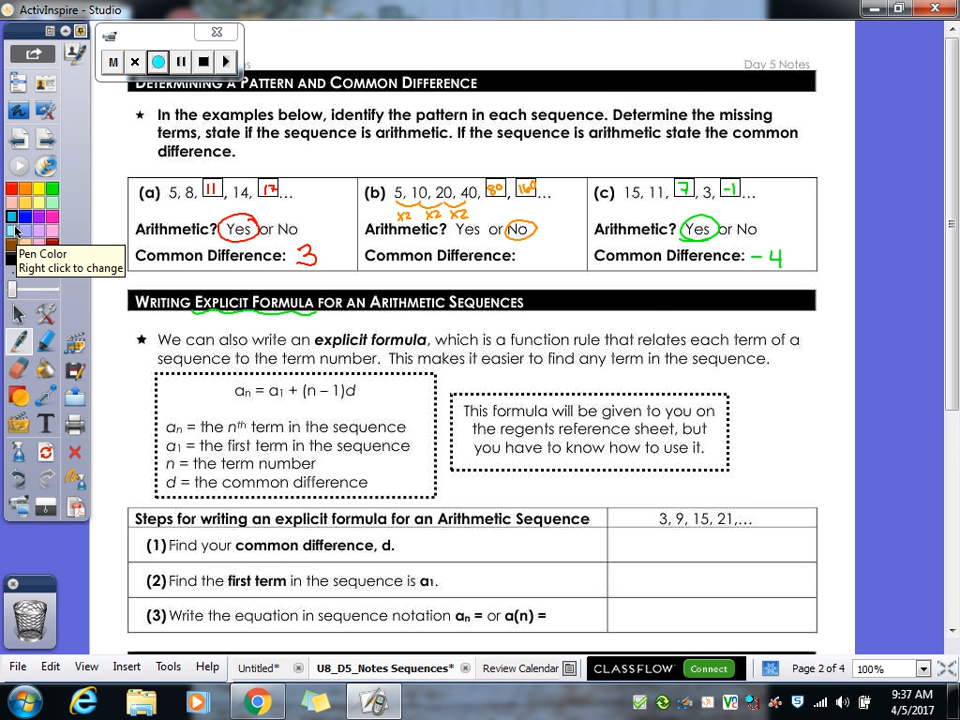 ActivInspire - Studio
M
Day 5 Notes
DETERMINING A PATTERN AND COMMON DIFFERENCE
★ In the examples below, identify the pattern in each sequence. Determine the missing
terms, state if the sequence is arithmetic. If the sequence is arithmetic state the common
difference.
(a) 5, 8, 11, 14, 17...
Arithmetic? Yes or No
Common Difference: 3
(b) 5, 10, 20, 40, 80, 160, ...
x2 x2 x2
Arithmetic? Yes or No
Common Difference:
(c) 15, 11, 7, 3, -1...
Arithmetic? Yes or No
Common Difference: -4
Pen Color
Right click to change
WRITING EXPLICIT FORMULA FOR AN ARITHMETIC SEQUENCES
★ We can also write an explicit formula, which is a function rule that relates each term of a
sequence to the term number. This makes it easier to find any term in the sequence.
an = a1 + (n – 1)d
an = the nth term in the sequence
a1 = the first term in the sequence
n = the term number
d = the common difference
This formula will be given to you on
the regents reference sheet, but
you have to know how to use it.
Steps for writing an explicit formula for an Arithmetic Sequence
3, 9, 15, 21,...
(1) Find your common difference, d.
(2) Find the first term in the sequence is a1.
(3) Write the equation in sequence notation an = or a(n) =
File Edit View Insert Tools Help Untitled* U8_D5_Notes Sequences* Review Calendar CLASSFLOW Connect Page 2 of 4 100%
9:37 AM
4/5/2017